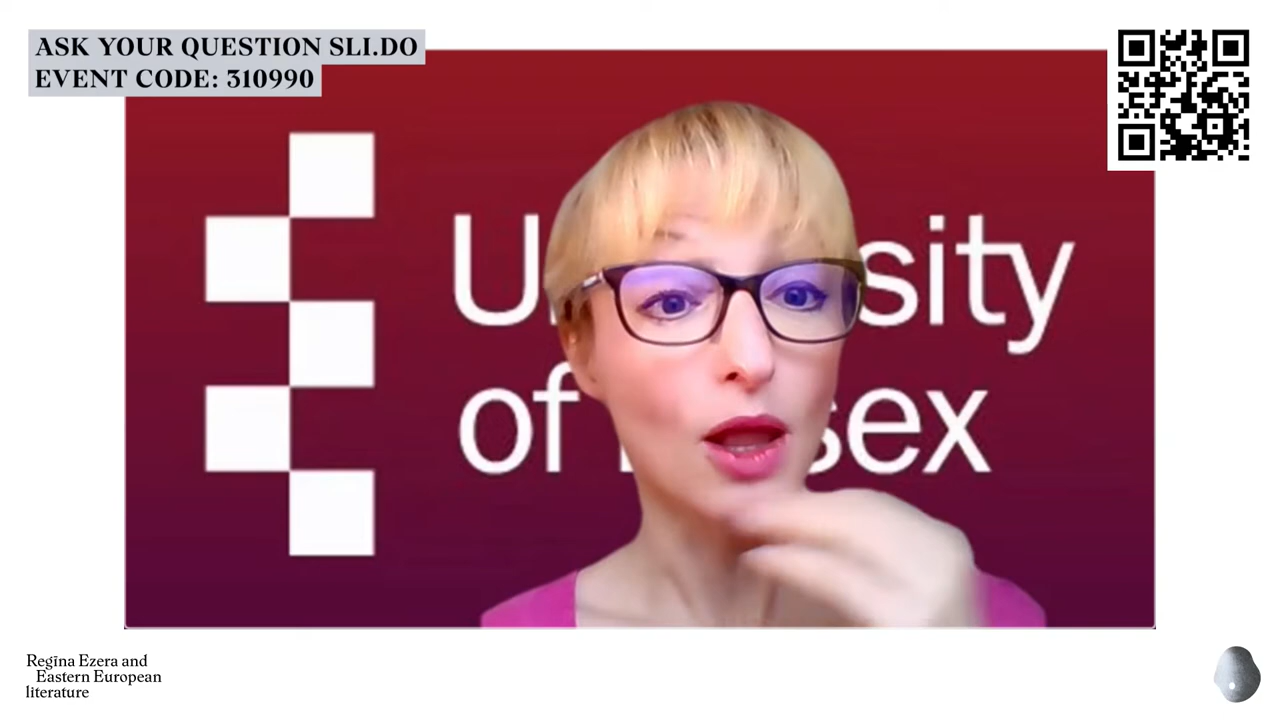 ASK YOUR QUESTION SLI.DO
EVENT CODE: 310990
sity
of
sex
Regīna Ezera and
Eastern European
literature